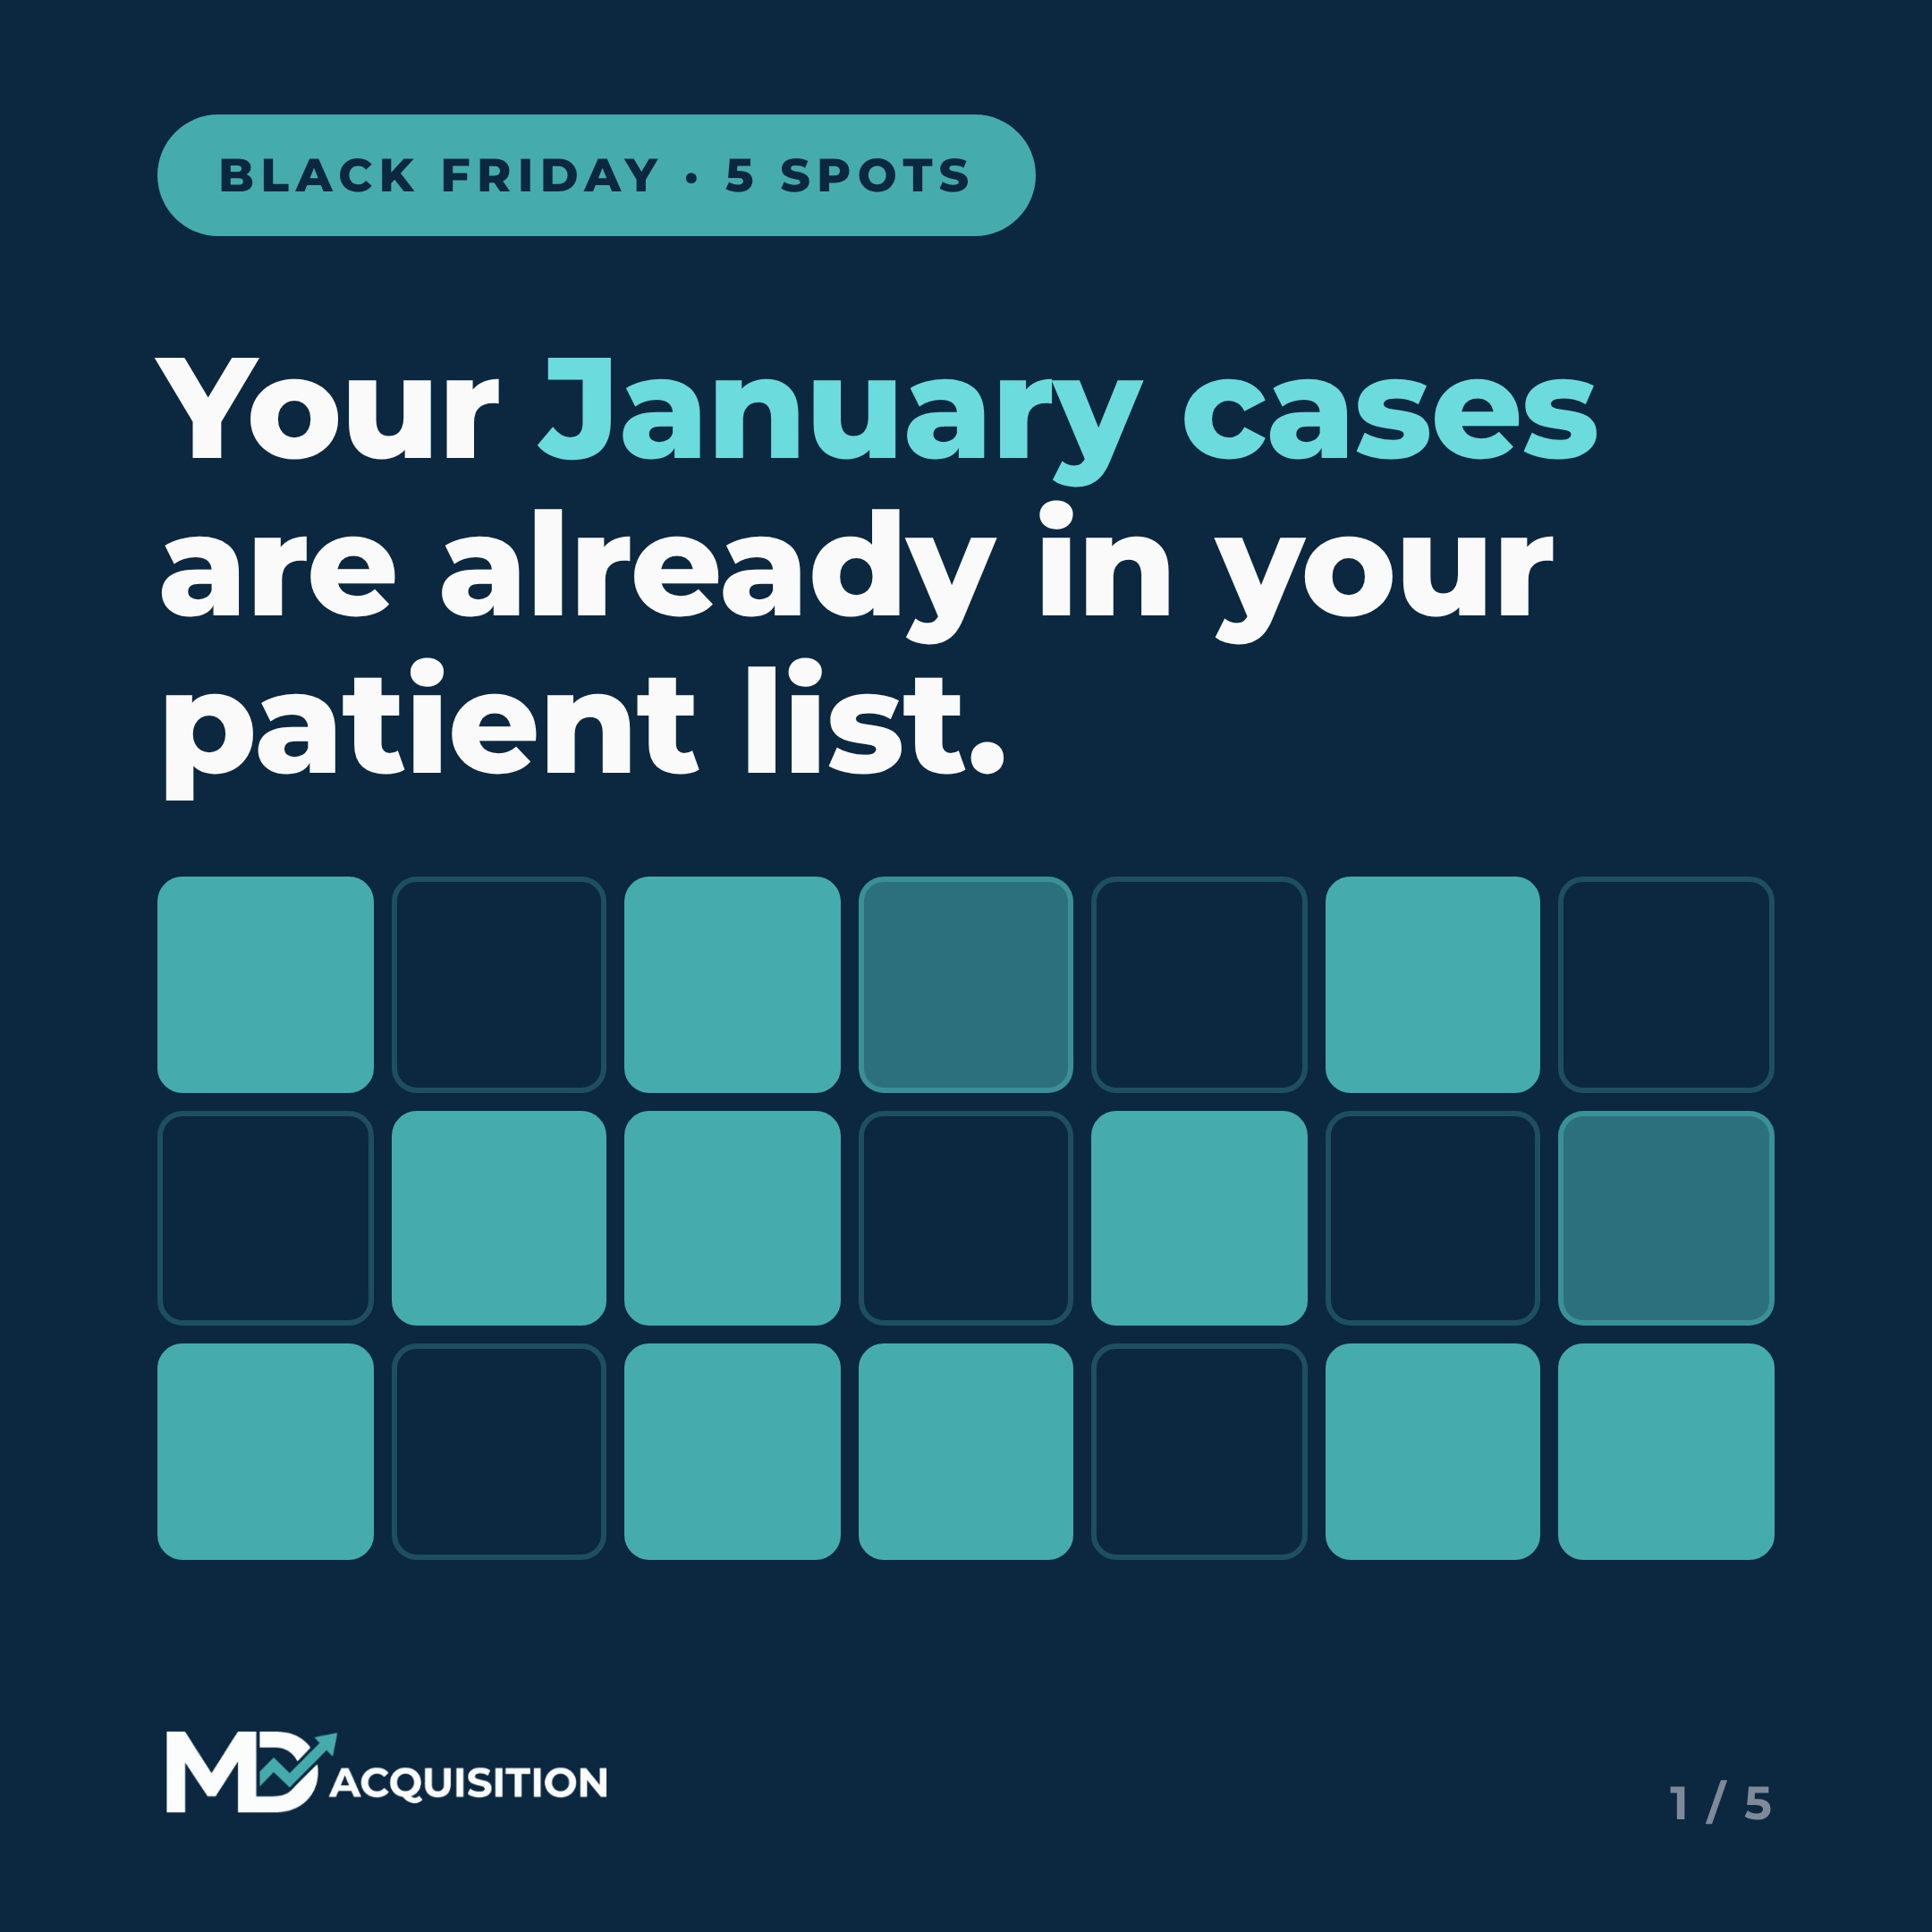 BLACK FRIDAY · 5 SPOTS
Your January cases
are already in your
patient list.
MD ACQUISITION
1 / 5